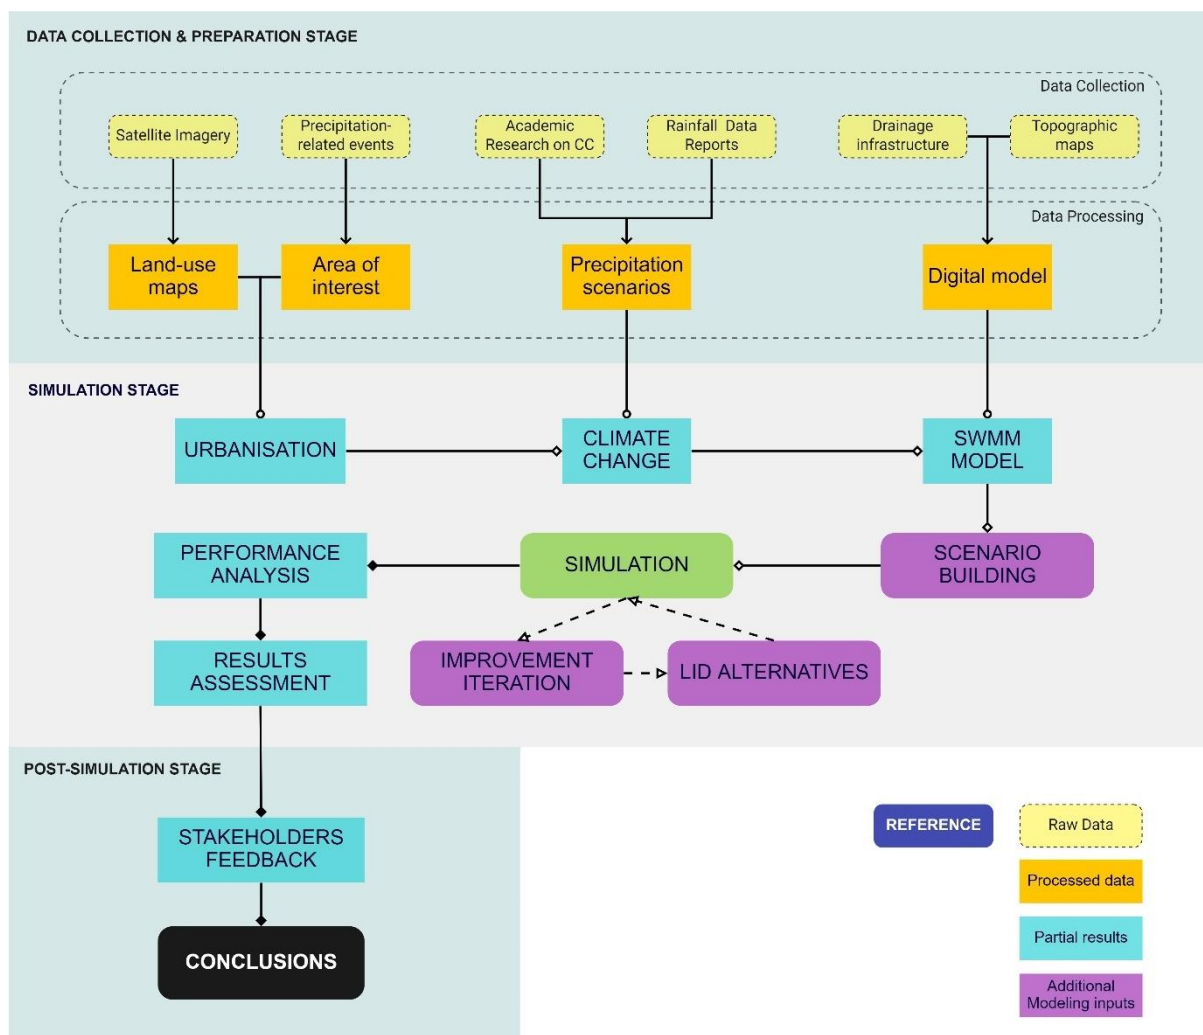 DATA COLLECTION & PREPARATION STAGE
Data Collection
Satellite Imagery
Precipitation-
related events
Academic
Research on CC
Rainfall Data
Reports
Drainage
infrastructure
Topographic
maps
Data Processing
Land-use
maps
Area of
interest
Precipitation
scenarios
Digital model
SIMULATION STAGE
URBANISATION
CLIMATE
CHANGE
SWMM
MODEL
PERFORMANCE
ANALYSIS
SIMULATION
SCENARIO
BUILDING
RESULTS
ASSESSMENT
IMPROVEMENT
ITERATION
LID ALTERNATIVES
POST-SIMULATION STAGE
STAKEHOLDERS
FEEDBACK
CONCLUSIONS
REFERENCE
Raw Data
Processed data
Partial results
Additional
Modeling inputs